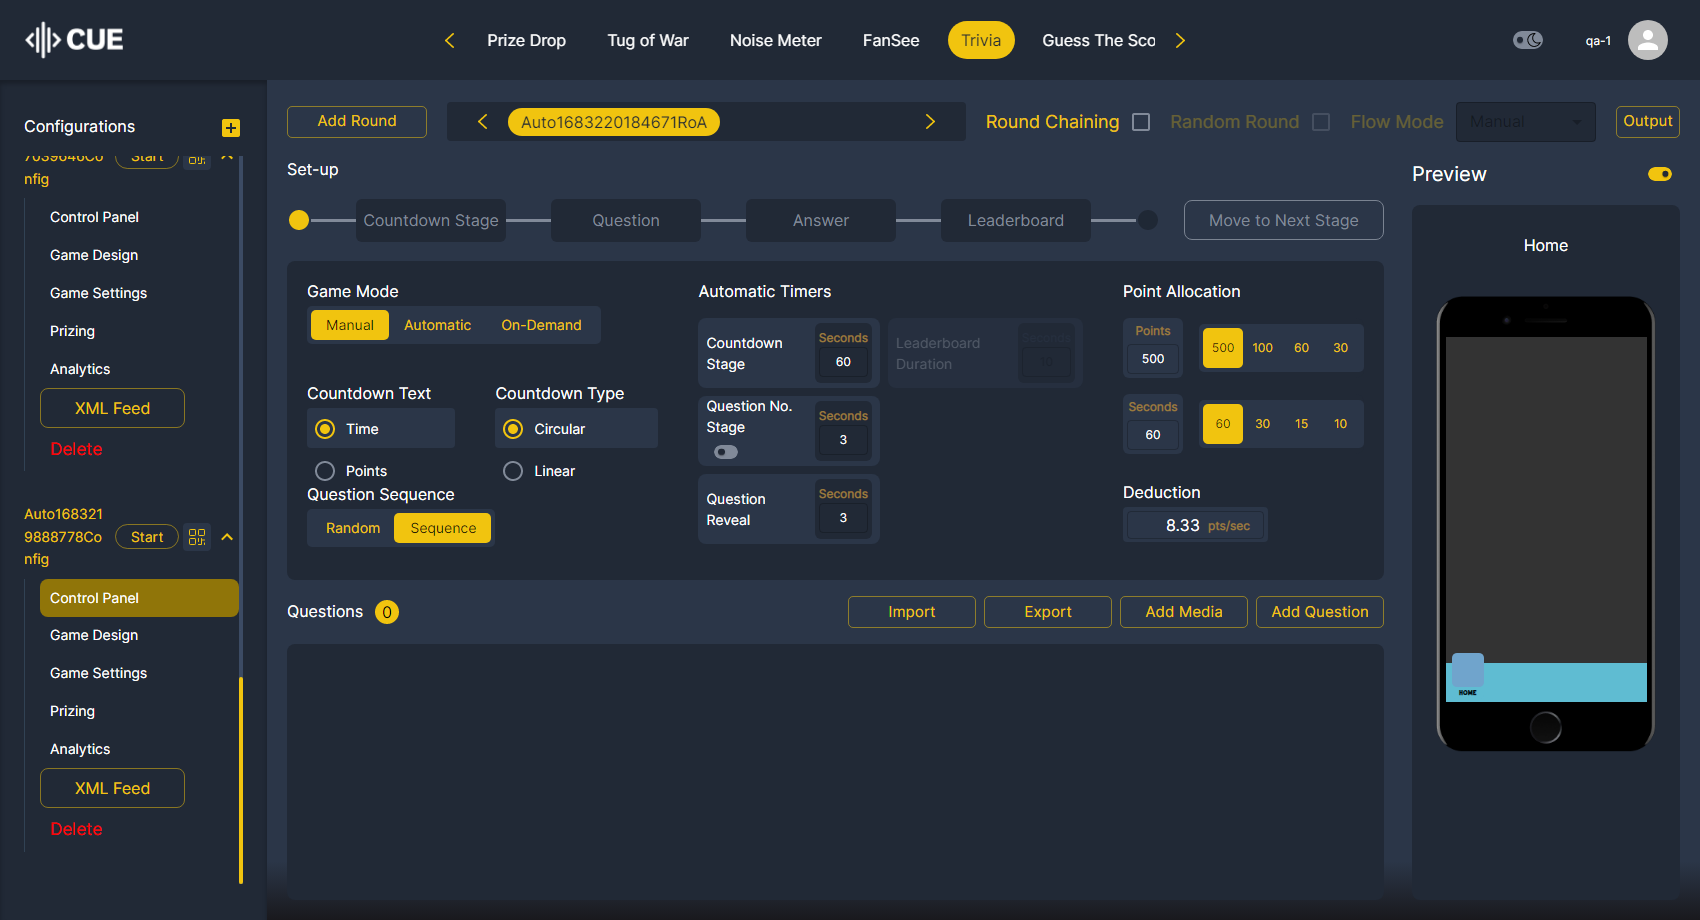 CUE
Prize Drop
Tug of War
Noise Meter
FanSee
Trivia
Guess The Sco
qa-1
Configurations
7039646Co
nfig
Start
Control Panel
Game Design
Game Settings
Prizing
Analytics
XML Feed
Delete
Auto168321
9888778Co
nfig
Start
Control Panel
Game Design
Game Settings
Prizing
Analytics
XML Feed
Delete
Add Round
Auto1683220184671RoA
Round Chaining
Random Round
Flow Mode
Manual
Output
Set-up
Countdown Stage
Question
Answer
Leaderboard
Move to Next Stage
Game Mode
Manual
Automatic
On-Demand
Countdown Text
Time
Points
Countdown Type
Circular
Linear
Question Sequence
Random
Sequence
Automatic Timers
Countdown
Stage
Seconds
60
Leaderboard
Duration
Seconds
10
Question No.
Stage
Seconds
3
Question
Reveal
Seconds
3
Point Allocation
Points
500
500
100
60
30
Seconds
60
60
30
15
10
Deduction
8.33 pts/sec
Questions 0
Import
Export
Add Media
Add Question
Preview
Home
HOME